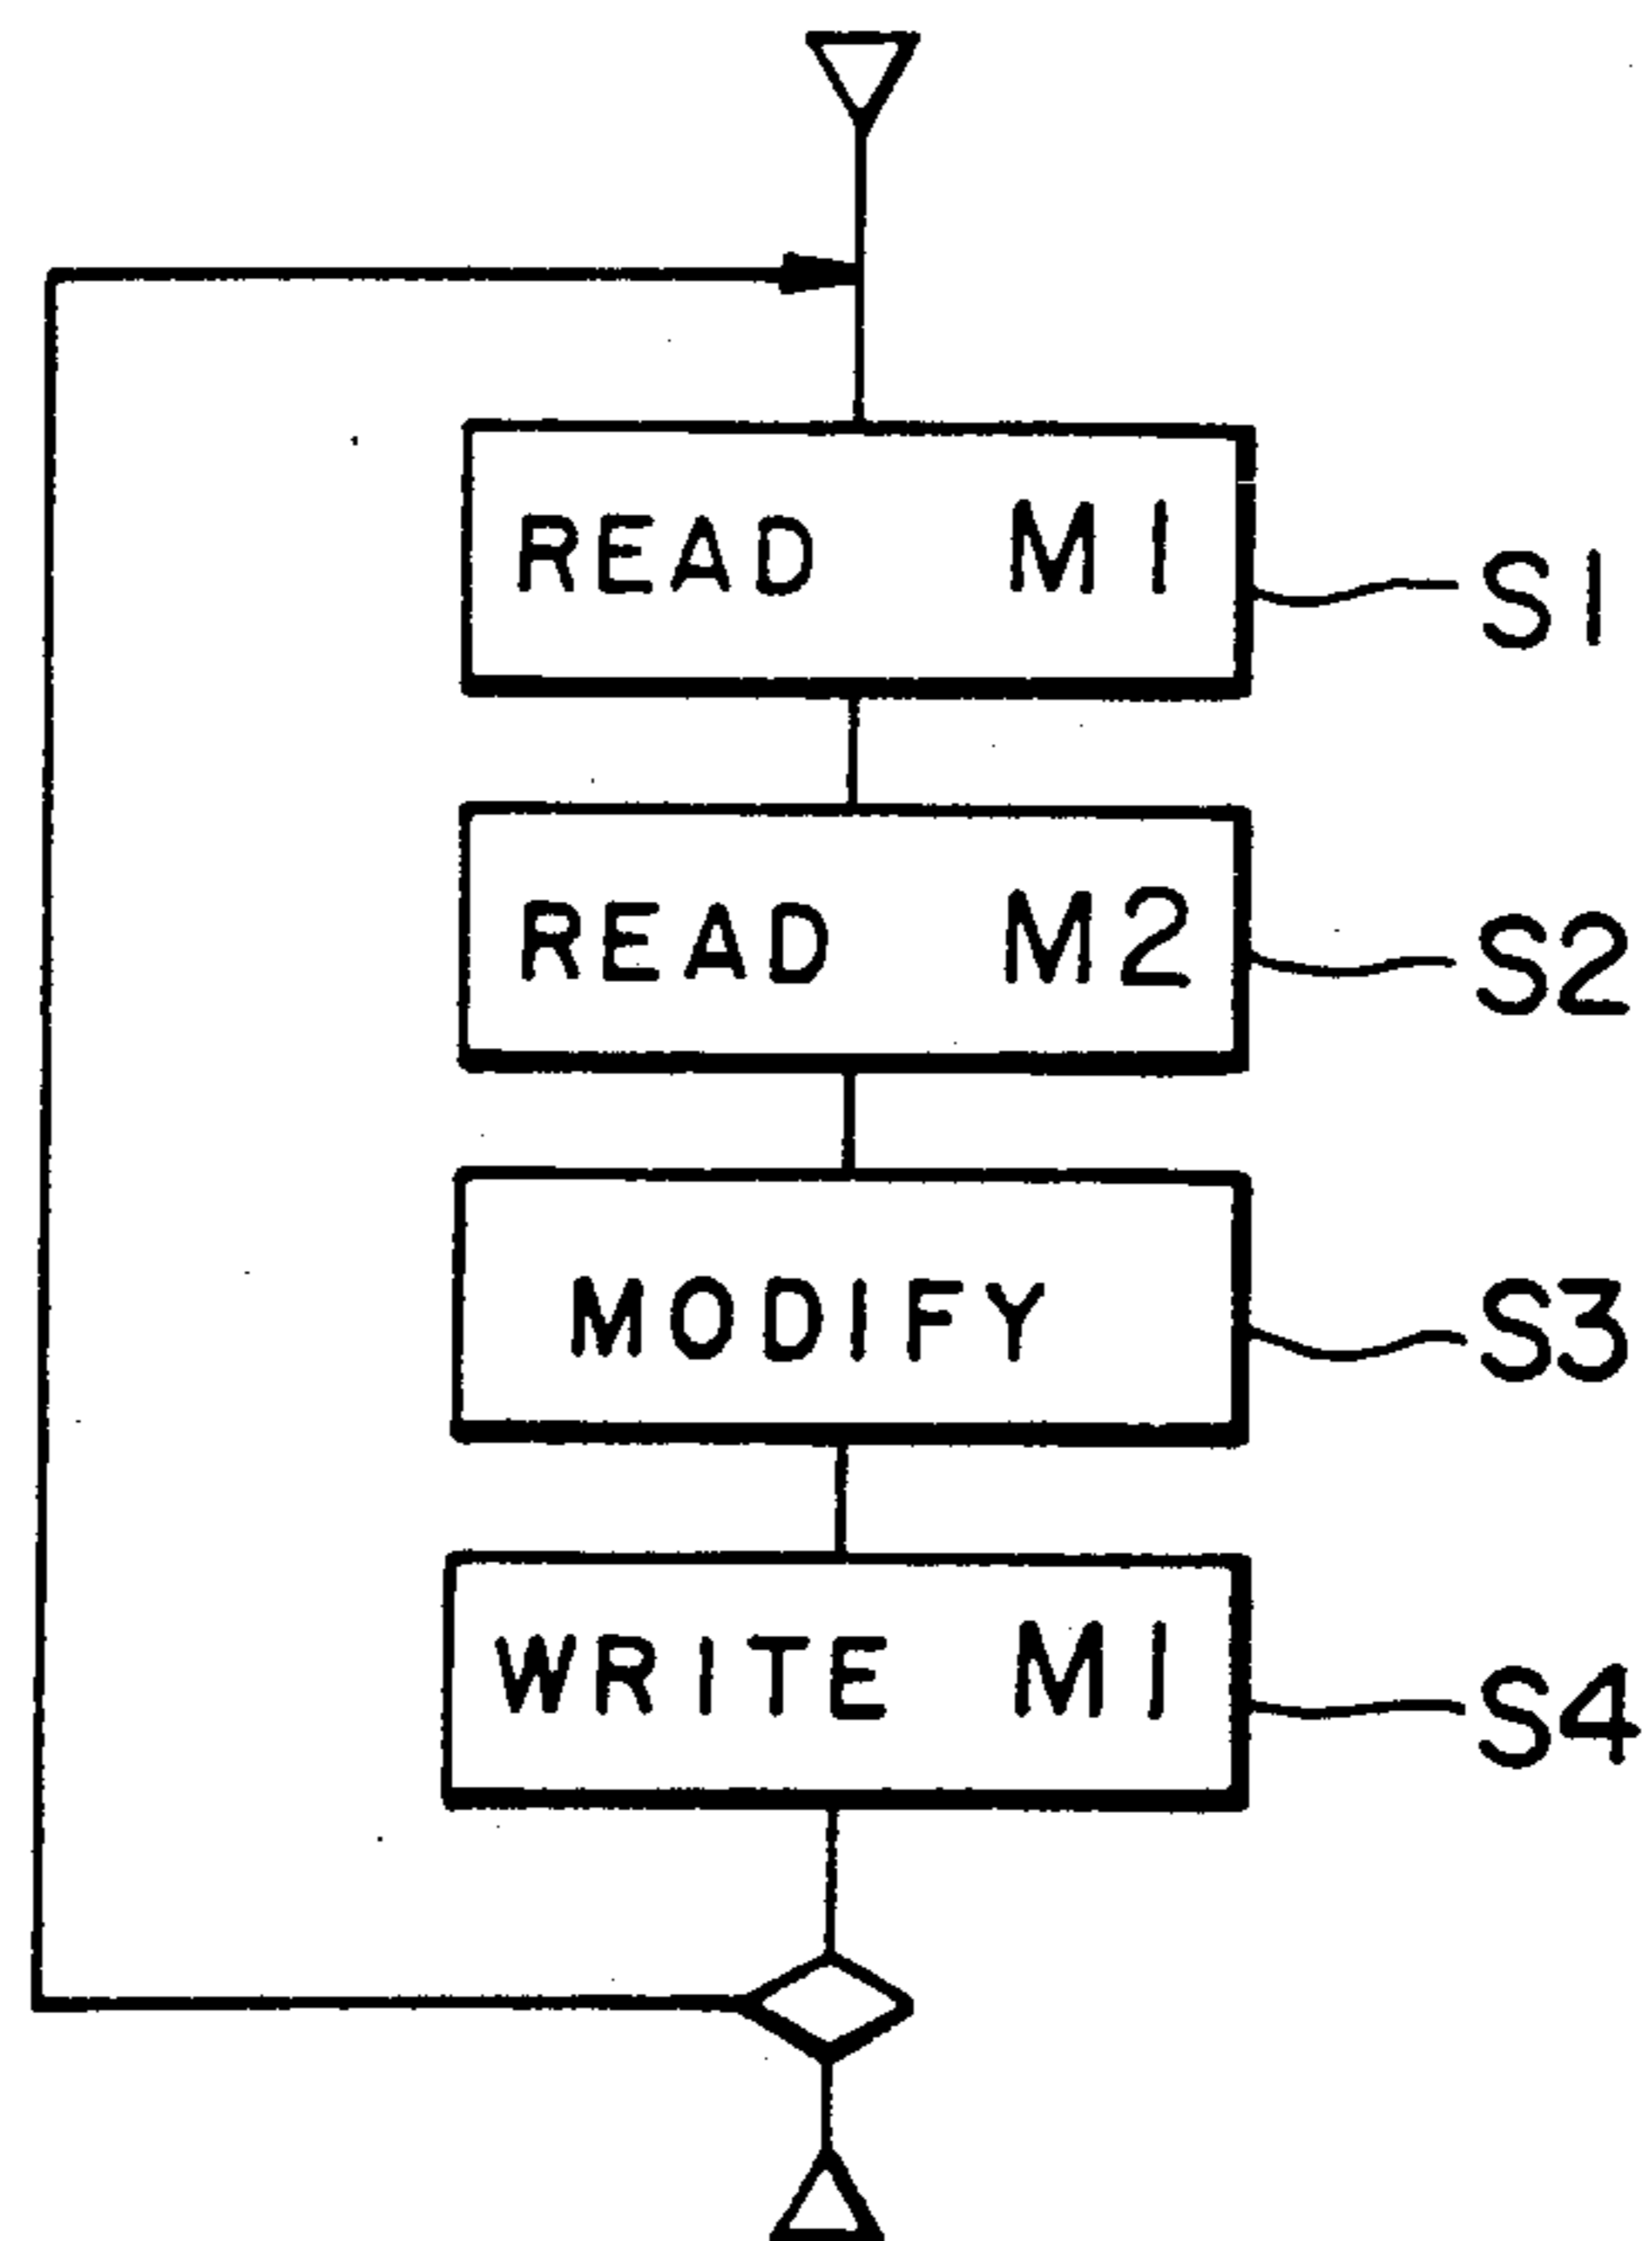 READ M1
S1
READ M2
S2
MODIFY
S3
WRITE M1
S4